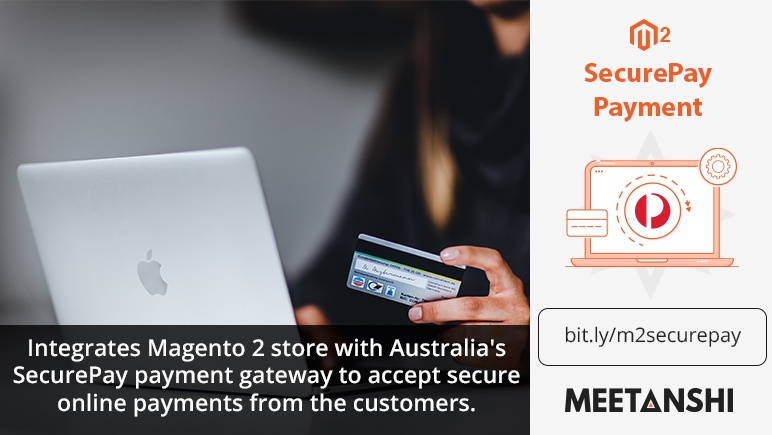 Integrates Magento 2 store with Australia's
SecurePay payment gateway to accept secure
online payments from the customers.
2
SecurePay
Payment
bit.ly/m2securepay
MEETANSHI